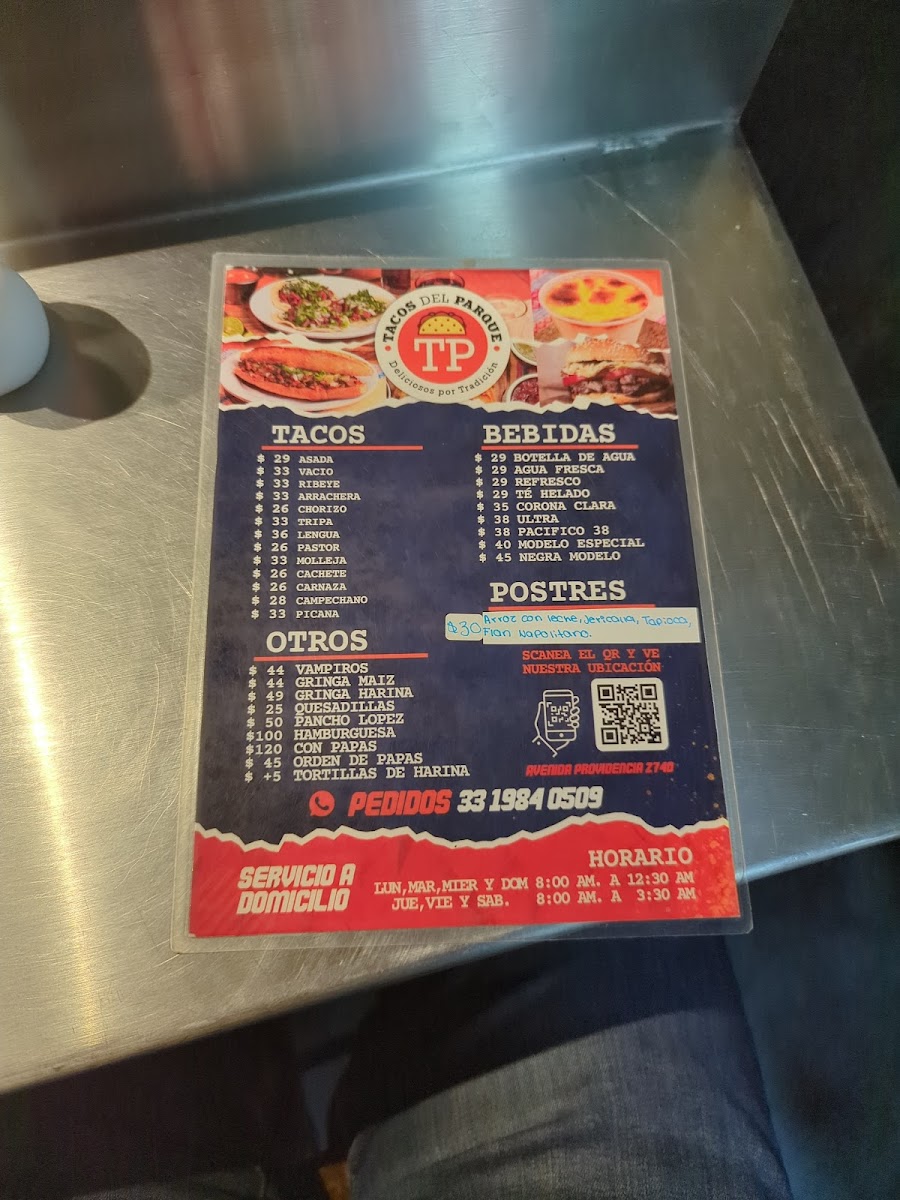 TACOS DEL PARQUE
TP
Deliciosos por Tradición
TACOS
$ 29 ASADA
$ 33 VACIO
$ 33 RIBEYE
$ 33 ARRACHERA
$ 26 CHORIZO
$ 33 TRIPA
$ 36 LENGUA
$ 26 PASTOR
$ 33 MOLLEJA
$ 26 CACHETE
$ 26 CARNAZA
$ 28 CAMPECHANO
$ 33 PICANA
OTROS
$ 44 VAMPIROS
$ 44 GRINGA MAIZ
$ 49 GRINGA HARINA
$ 25 QUESADILLAS
$ 50 PANCHO LOPEZ
$100 HAMBURGUESA
$120 CON PAPAS
$ 45 ORDEN DE PAPAS
$ +5 TORTILLAS DE HARINA
BEBIDAS
$ 29 BOTELLA DE AGUA
$ 29 AGUA FRESCA
$ 29 REFRESCO
$ 29 TÉ HELADO
$ 35 CORONA CLARA
$ 38 ULTRA
$ 38 PACIFICO 38
$ 40 MODELO ESPECIAL
$ 45 NEGRA MODELO
POSTRES
$30 Arroz con leche, Jericalla, Tapioca,
Flan Napolitano.
SCANEA EL QR Y VE
NUESTRA UBICACIÓN
AVENIDA PROVIDENCIA 2740
PEDIDOS 33 1984 0509
SERVICIO A
DOMICILIO
HORARIO
LUN,MAR,MIER Y DOM 8:00 AM. A 12:30 AM
JUE,VIE Y SAB. 8:00 AM. A 3:30 AM